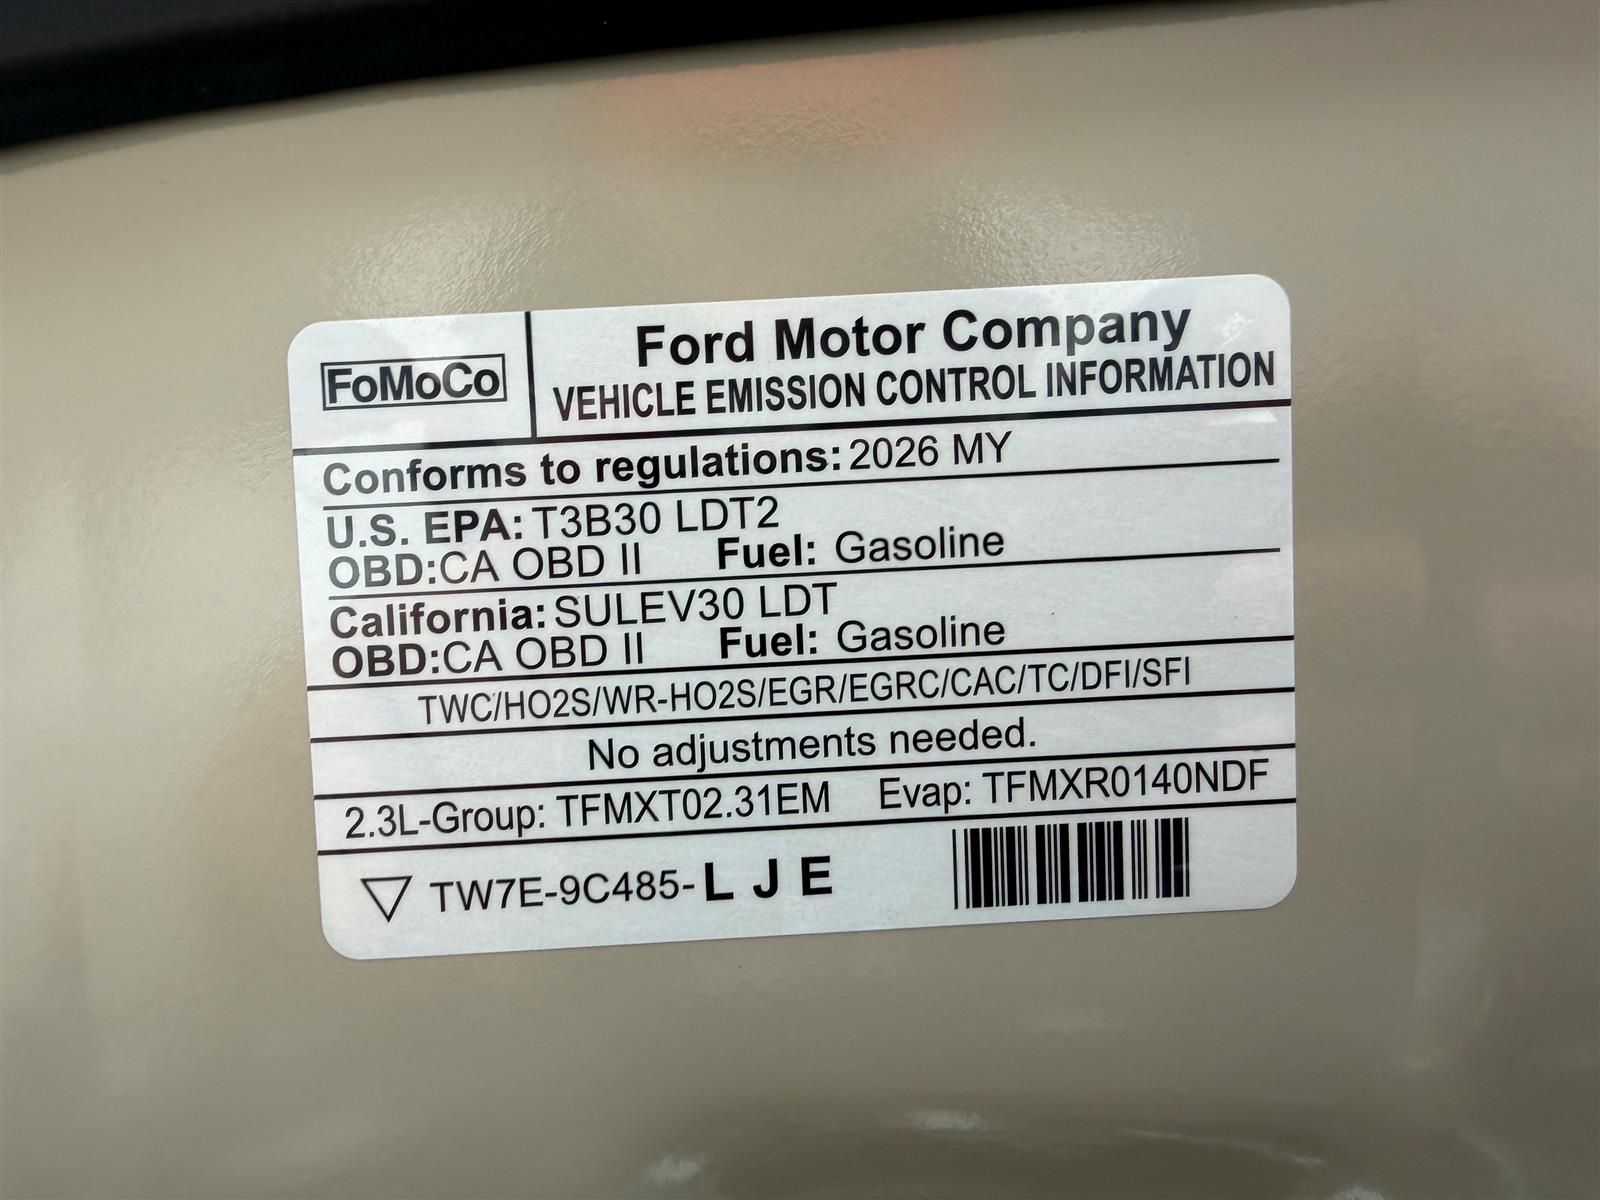 FoMoCo
Ford Motor Company
VEHICLE EMISSION CONTROL INFORMATION
Conforms to regulations: 2026 MY
U.S. EPA: T3B30 LDT2
OBD: CA OBD II Fuel: Gasoline
California: SULEV30 LDT
OBD: CA OBD II Fuel: Gasoline
TWC/HO2S/WR-HO2S/EGR/EGRC/CAC/TC/DFI/SFI
No adjustments needed.
2.3L-Group: TFMXT02.31EM Evap: TFMXR0140NDF
TW7E-9C485-L J E